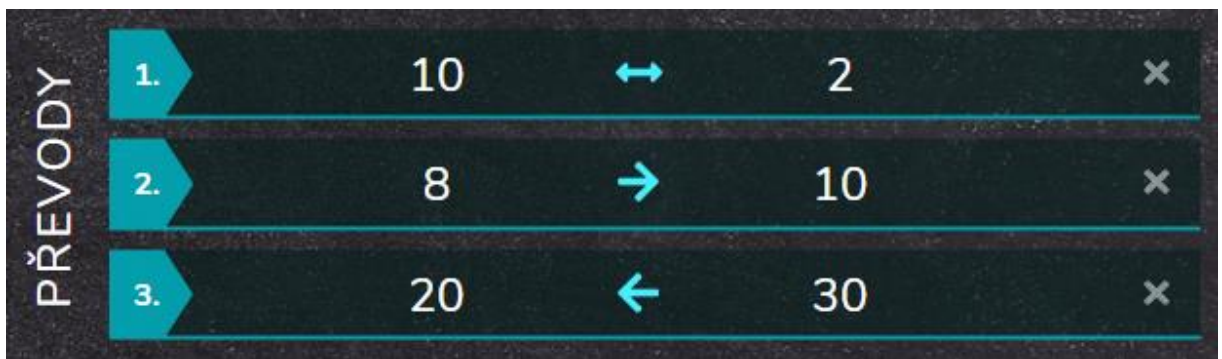 PŘEVODY
1. 10 ↔ 2 ×
2. 8 → 10 ×
3. 20 ← 30 ×